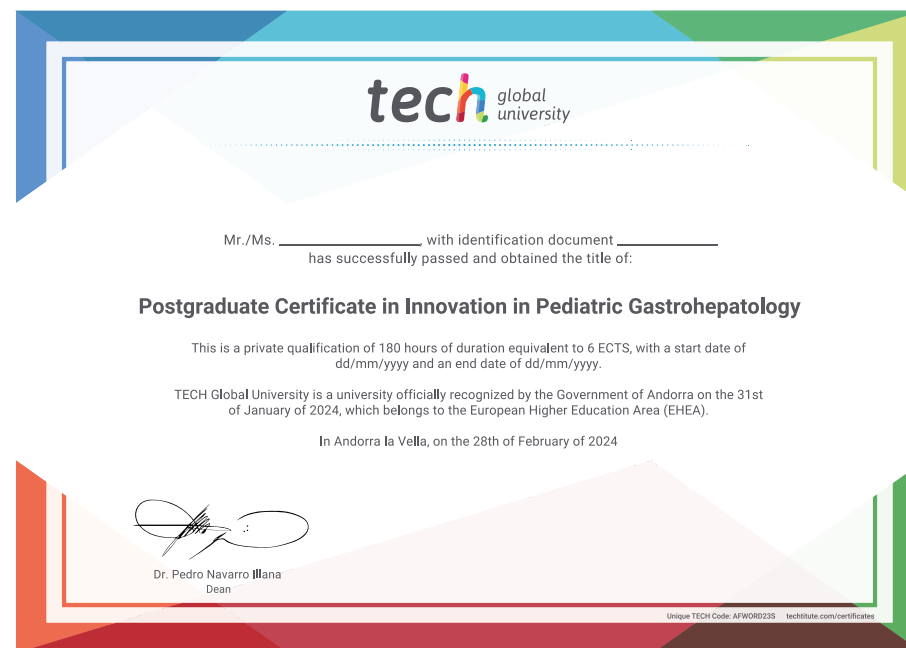 tech global
university
Mr./Ms. ____________________, with identification document ______________
has successfully passed and obtained the title of:
Postgraduate Certificate in Innovation in Pediatric Gastrohepatology
This is a private qualification of 180 hours of duration equivalent to 6 ECTS, with a start date of
dd/mm/yyyy and an end date of dd/mm/yyyy.
TECH Global University is a university officially recognized by the Government of Andorra on the 31st
of January of 2024, which belongs to the European Higher Education Area (EHEA).
In Andorra la Vella, on the 28th of February of 2024
Dr. Pedro Navarro Illana
Dean
Unique TECH Code: AFWORD23S techtitute.com/certificates